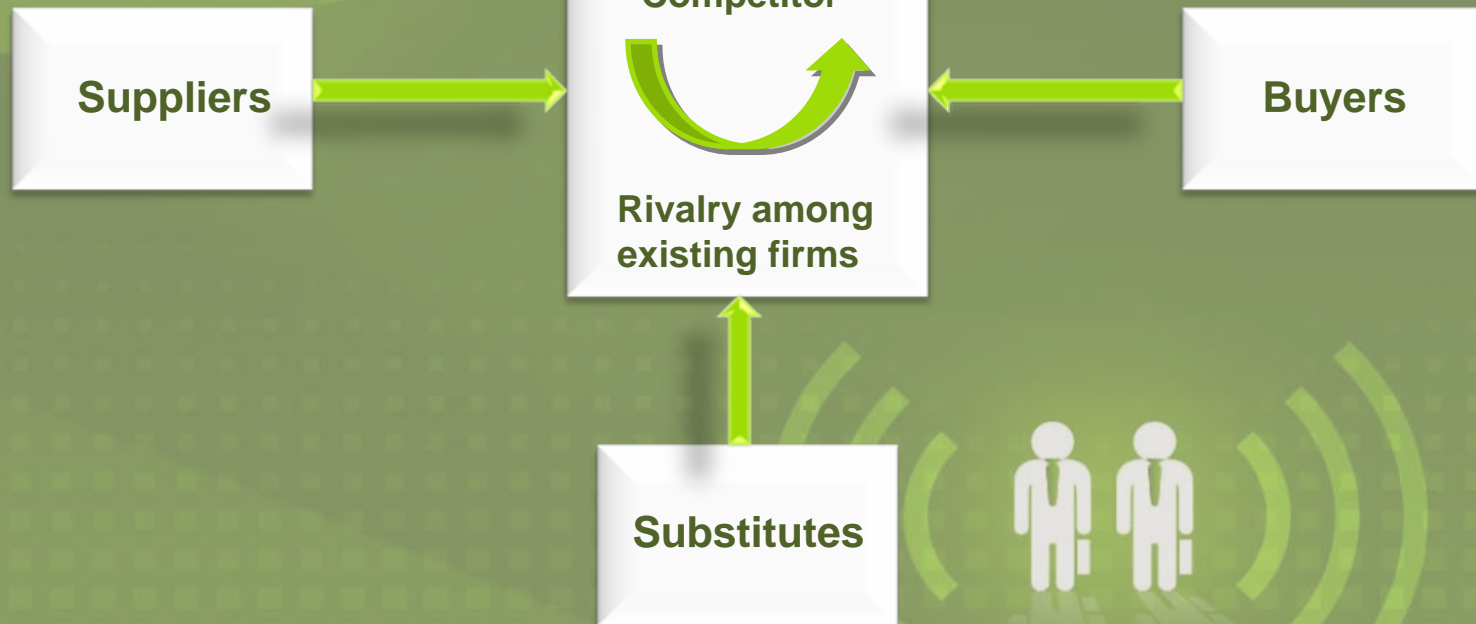 Competitor
Suppliers
Buyers
Rivalry among
existing firms
Substitutes